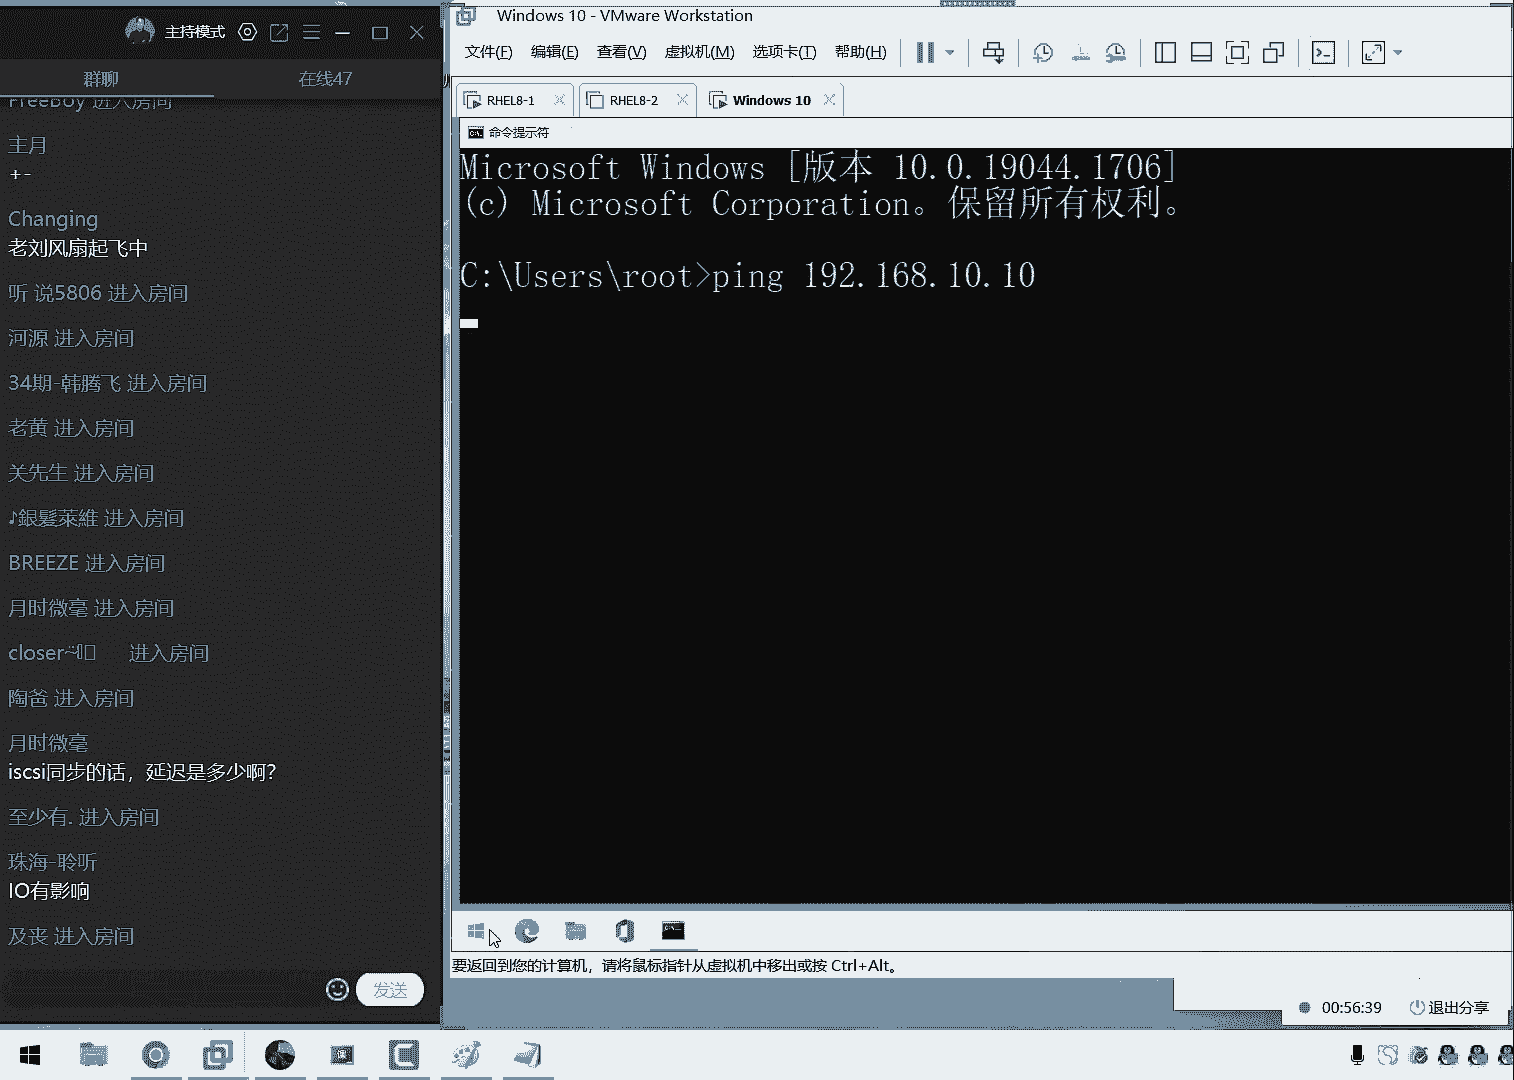 主持模式
群聊
在线47
FreeBoy 进入房间
主月
+-
Changing
老刘风扇起飞中
听 说5806 进入房间
河源 进入房间
34期-韩腾飞 进入房间
老黄 进入房间
关先生 进入房间
♪銀髮萊維 进入房间
BREEZE 进入房间
月时微毫 进入房间
closer 进入房间
陶爸 进入房间
月时微毫
iscsi同步的话，延迟是多少啊？
至少有. 进入房间
珠海-聆听
IO有影响
及丧 进入房间
发送
Windows 10 - VMware Workstation
文件(F) 编辑(E) 查看(V) 虚拟机(M) 选项卡(T) 帮助(H)
RHEL8-1 RHEL8-2 Windows 10
命令提示符
Microsoft Windows [版本 10.0.19044.1706]
(c) Microsoft Corporation。保留所有权利。
C:\Users\root>ping 192.168.10.10
要返回到您的计算机，请将鼠标指针从虚拟机中移出或按 Ctrl+Alt。
00:56:39 退出分享